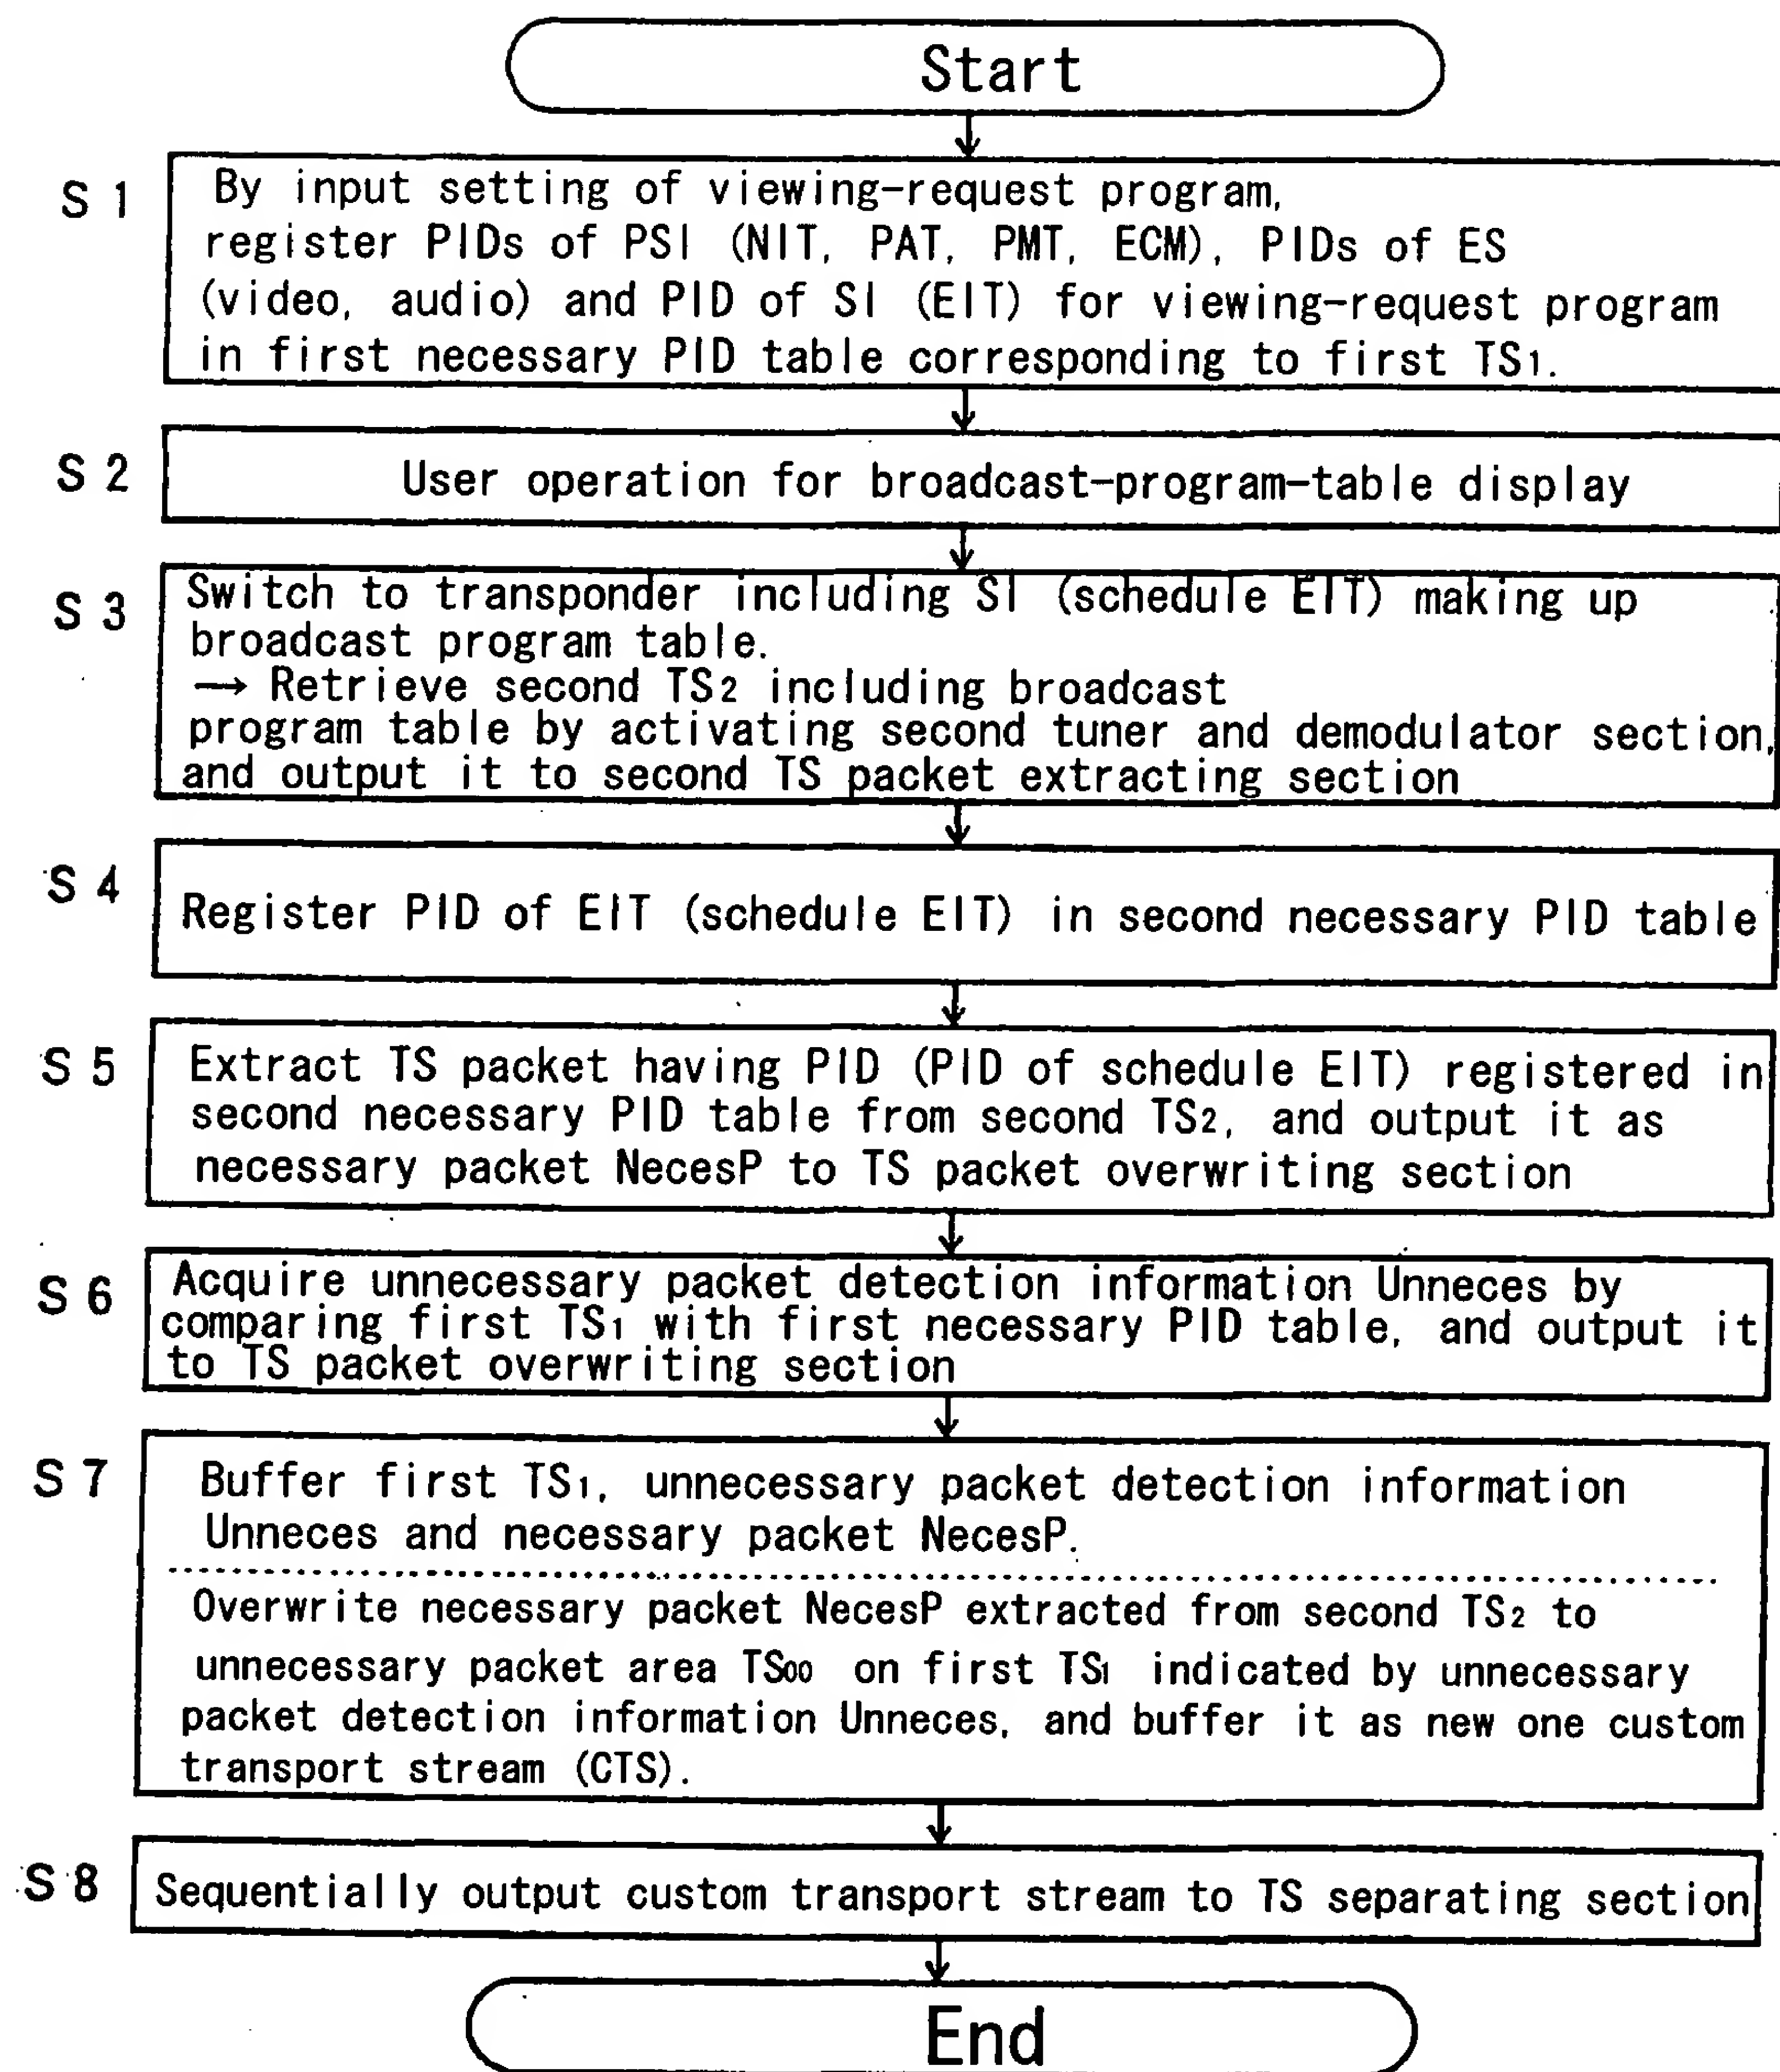 Start
S 1
By input setting of viewing-request program,
register PIDs of PSI (NIT, PAT, PMT, ECM), PIDs of ES
(video, audio) and PID of SI (EIT) for viewing-request program
in first necessary PID table corresponding to first TS1.
S 2
User operation for broadcast-program-table display
S 3
Switch to transponder including SI (schedule EIT) making up
broadcast program table.
→ Retrieve second TS2 including broadcast
program table by activating second tuner and demodulator section,
and output it to second TS packet extracting section
S 4
Register PID of EIT (schedule EIT) in second necessary PID table
S 5
Extract TS packet having PID (PID of schedule EIT) registered in
second necessary PID table from second TS2, and output it as
necessary packet NecesP to TS packet overwriting section
S 6
Acquire unnecessary packet detection information Unneces by
comparing first TS1 with first necessary PID table, and output it
to TS packet overwriting section
S 7
Buffer first TS1, unnecessary packet detection information
Unneces and necessary packet NecesP.
Overwrite necessary packet NecesP extracted from second TS2 to
unnecessary packet area TS00 on first TS1 indicated by unnecessary
packet detection information Unneces, and buffer it as new one custom
transport stream (CTS).
S 8
Sequentially output custom transport stream to TS separating section
End